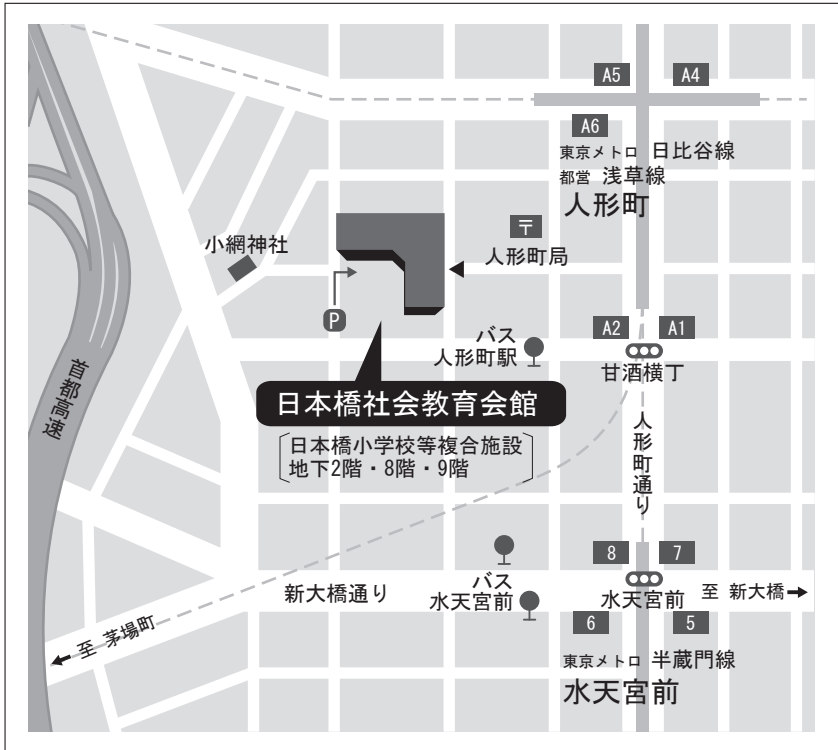 A5
A4
A6
東京メトロ 日比谷線
都営 浅草線
人形町
〒
人形町局
小網神社
P
A2
A1
バス
人形町駅
甘酒横丁
首都高速
日本橋社会教育会館
日本橋小学校等複合施設
地下2階・8階・9階
人形町通り
8
7
新大橋通り
バス
水天宮前
水天宮前
至 新大橋
至 茅場町
6
5
東京メトロ 半蔵門線
水天宮前